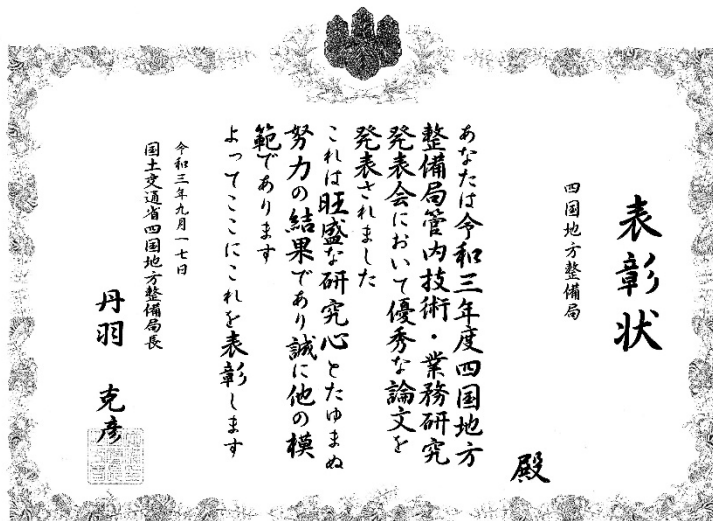 表彰状
四国地方整備局
殿
あなたは令和三年度四国地方
整備局管内技術・業務研究
発表会において優秀な論文を
発表されました
これは旺盛な研究心とたゆまぬ
努力の結果であり誠に他の模
範であります
よってここにこれを表彰します
令和三年九月一七日
国土交通省四国地方整備局長
丹羽 克彦